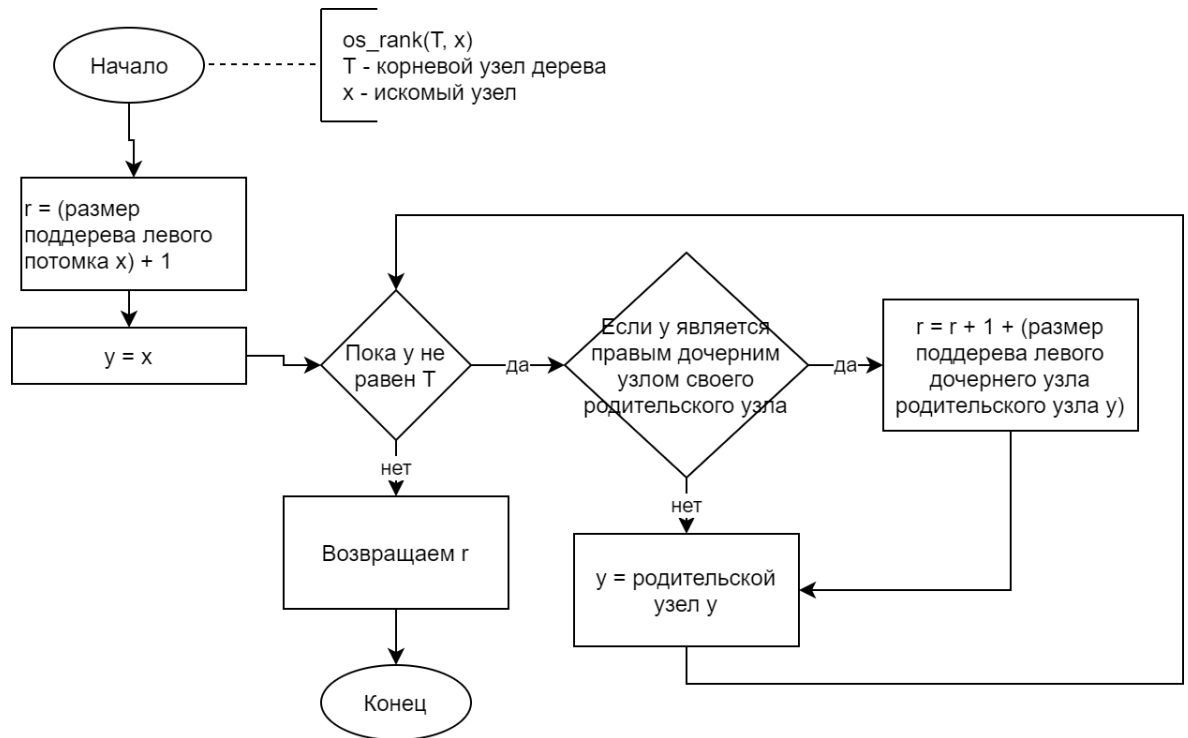 Начало
os_rank(T, x)
T - корневой узел дерева
x - искомый узел
r = (размер
поддерева левого
потомка x) + 1
y = x
Пока y не
равен T
да
Если y является
правым дочерним
узлом своего
родительского узла
да
r = r + 1 + (размер
поддерева левого
дочернего узла
родительского узла y)
нет
Возвращаем r
нет
y = родительской
узел y
Конец